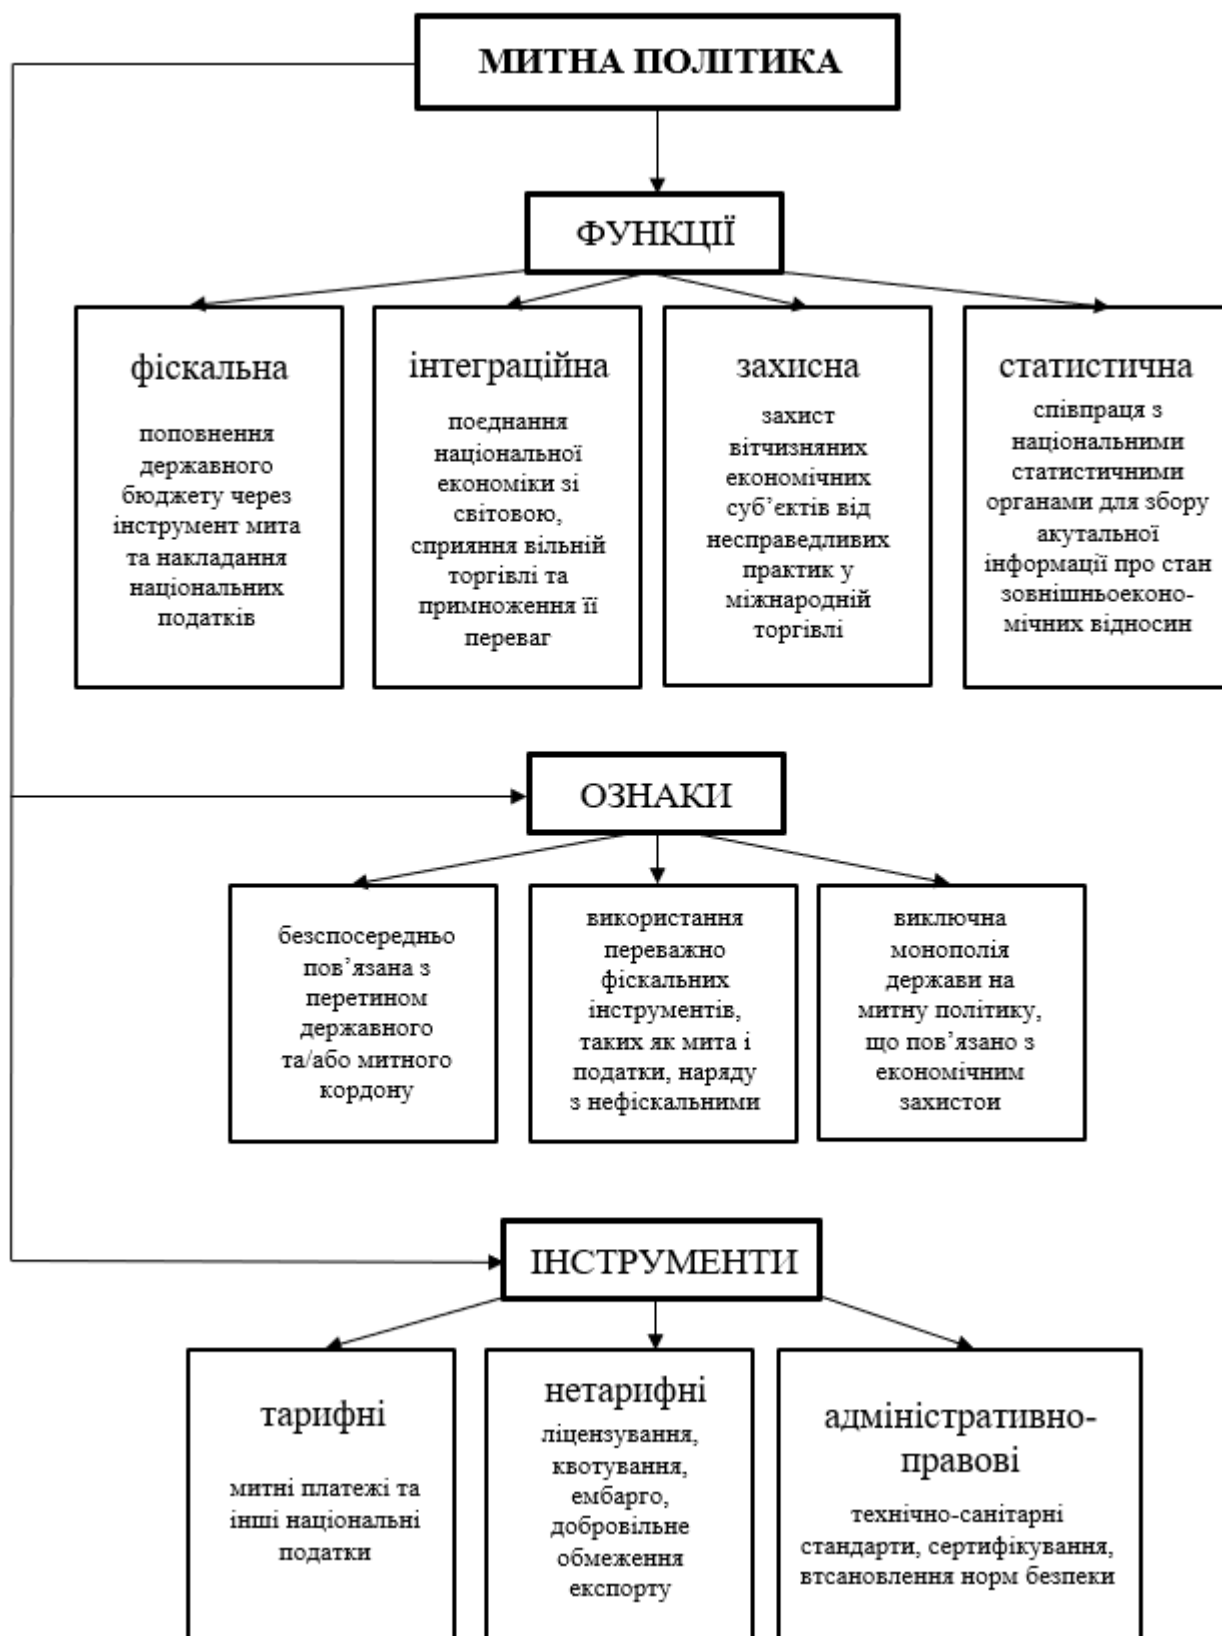 МИТНА ПОЛІТИКА
ФУНКЦІЇ
фіскальна
поповнення
державного
бюджету через
інструмент мита
та накладання
національних
податків
інтеграційна
поєднання
національної
економіки зі
світовою,
сприяння вільній
торгівлі та
примноження її
переваг
захисна
захист
вітчизняних
економічних
суб’єктів від
несправедливих
практик у
міжнародній
торгівлі
статистична
співпраця з
національними
статистичними
органами для збору
акутальної
інформації про стан
зовнішньоеконо-
мічних відносин
ОЗНАКИ
безспосередньо
пов’язана з
перетином
державного
та/або митного
кордону
використання
переважно
фіскальних
інструментів,
таких як мита і
податки, наряду
з нефіскальними
виключна
монополія
держави на
митну політику,
що пов’язано з
економічним
захистои
ІНСТРУМЕНТИ
тарифні
митні платежі та
інші національні
податки
нетарифні
ліцензування,
квотування,
ембарго,
добровільне
обмеження
експорту
адміністративно-
правові
технічно-санітарні
стандарти, сертифікування,
втсановлення норм безпеки